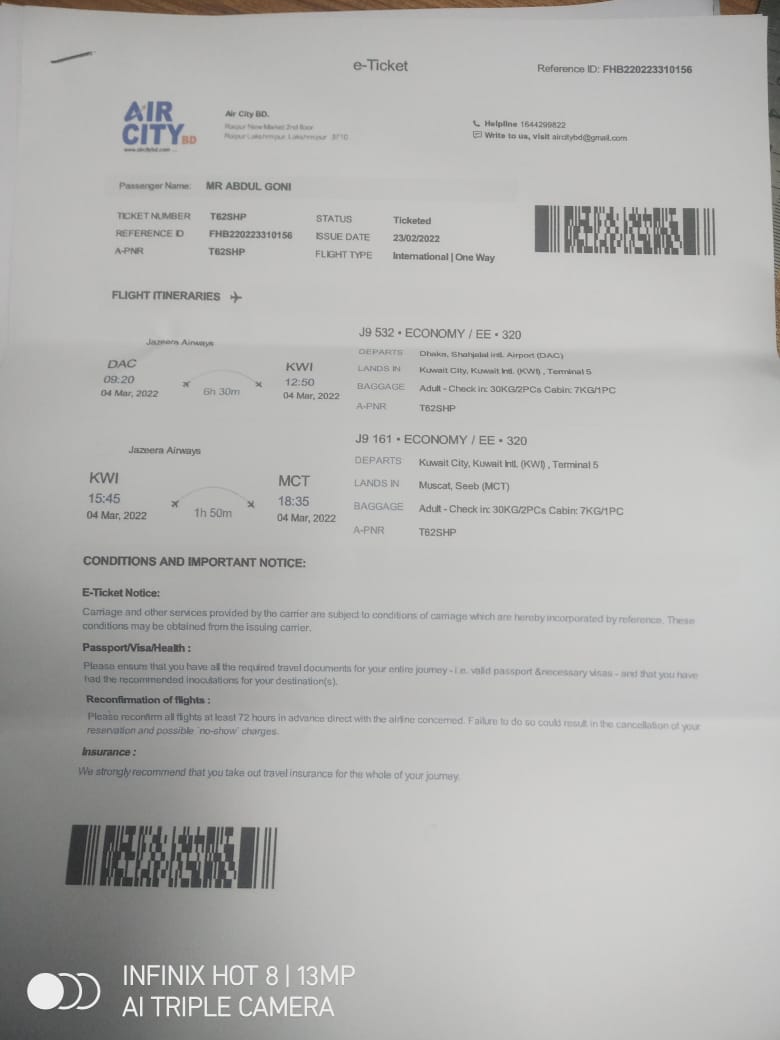 e-Ticket
Reference ID: FHB220223310156
AIR CITY BD
www.aircitybd.com
Air City BD.
Raipur New Market 2nd floor
Raipur Lakshmipur, Lakshmipur 3710
Helpline 1644299822
Write to us, visit aircitybd@gmail.com
Passenger Name: MR ABDUL GONI
TICKET NUMBER T62SHP STATUS Ticketed
REFERENCE ID FHB220223310156 ISSUE DATE 23/02/2022
A-PNR T62SHP FLIGHT TYPE International | One Way
FLIGHT ITINERARIES
Jazeera Airways
DAC
09:20
04 Mar, 2022
6h 30m
KWI
12:50
04 Mar, 2022
J9 532 • ECONOMY / EE • 320
DEPARTS Dhaka, Shahjalal intl. Airport (DAC)
LANDS IN Kuwait City, Kuwait Intl. (KWI) , Terminal 5
BAGGAGE Adult - Check in: 30KG/2PCs Cabin: 7KG/1PC
A-PNR T62SHP
Jazeera Airways
KWI
15:45
04 Mar, 2022
1h 50m
MCT
18:35
04 Mar, 2022
J9 161 • ECONOMY / EE • 320
DEPARTS Kuwait City, Kuwait Intl. (KWI) , Terminal 5
LANDS IN Muscat, Seeb (MCT)
BAGGAGE Adult - Check in: 30KG/2PCs Cabin: 7KG/1PC
A-PNR T62SHP
CONDITIONS AND IMPORTANT NOTICE:
E-Ticket Notice:
Carriage and other services provided by the carrier are subject to conditions of carriage which are hereby incorporated by reference. These
conditions may be obtained from the issuing carrier.
Passport/Visa/Health :
Please ensure that you have all the required travel documents for your entire journey - i.e. valid passport &necessary visas - and that you have
had the recommended inoculations for your destination(s).
Reconfirmation of flights :
Please reconfirm all flights at least 72 hours in advance direct with the airline concerned. Failure to do so could result in the cancellation of your
reservation and possible 'no-show' charges.
Insurance :
We strongly recommend that you take out travel insurance for the whole of your journey.
INFINIX HOT 8 | 13MP
AI TRIPLE CAMERA